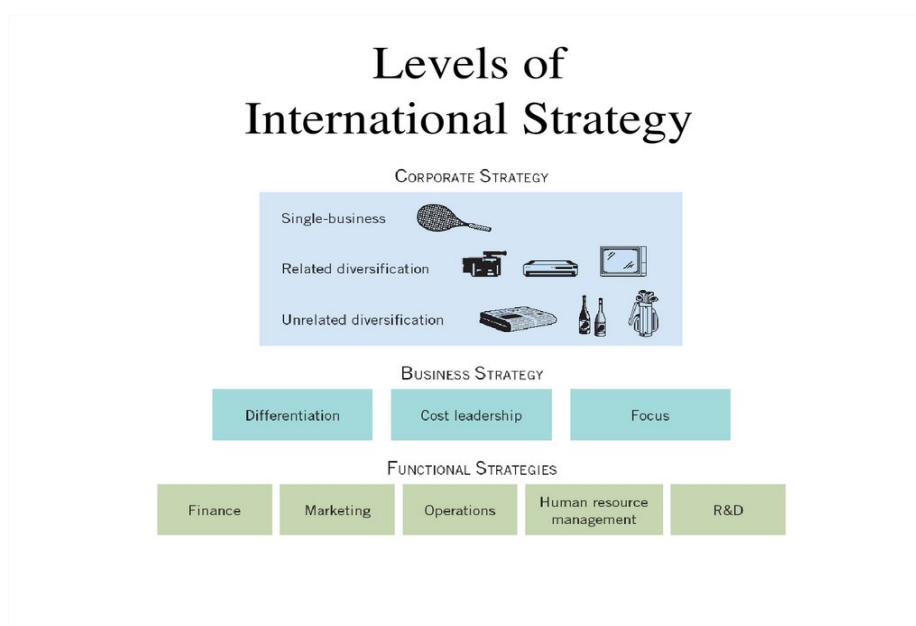 Levels of
International Strategy
CORPORATE STRATEGY
Single-business
Related diversification
Unrelated diversification
BUSINESS STRATEGY
Differentiation
Cost leadership
Focus
FUNCTIONAL STRATEGIES
Finance
Marketing
Operations
Human resource
management
R&D